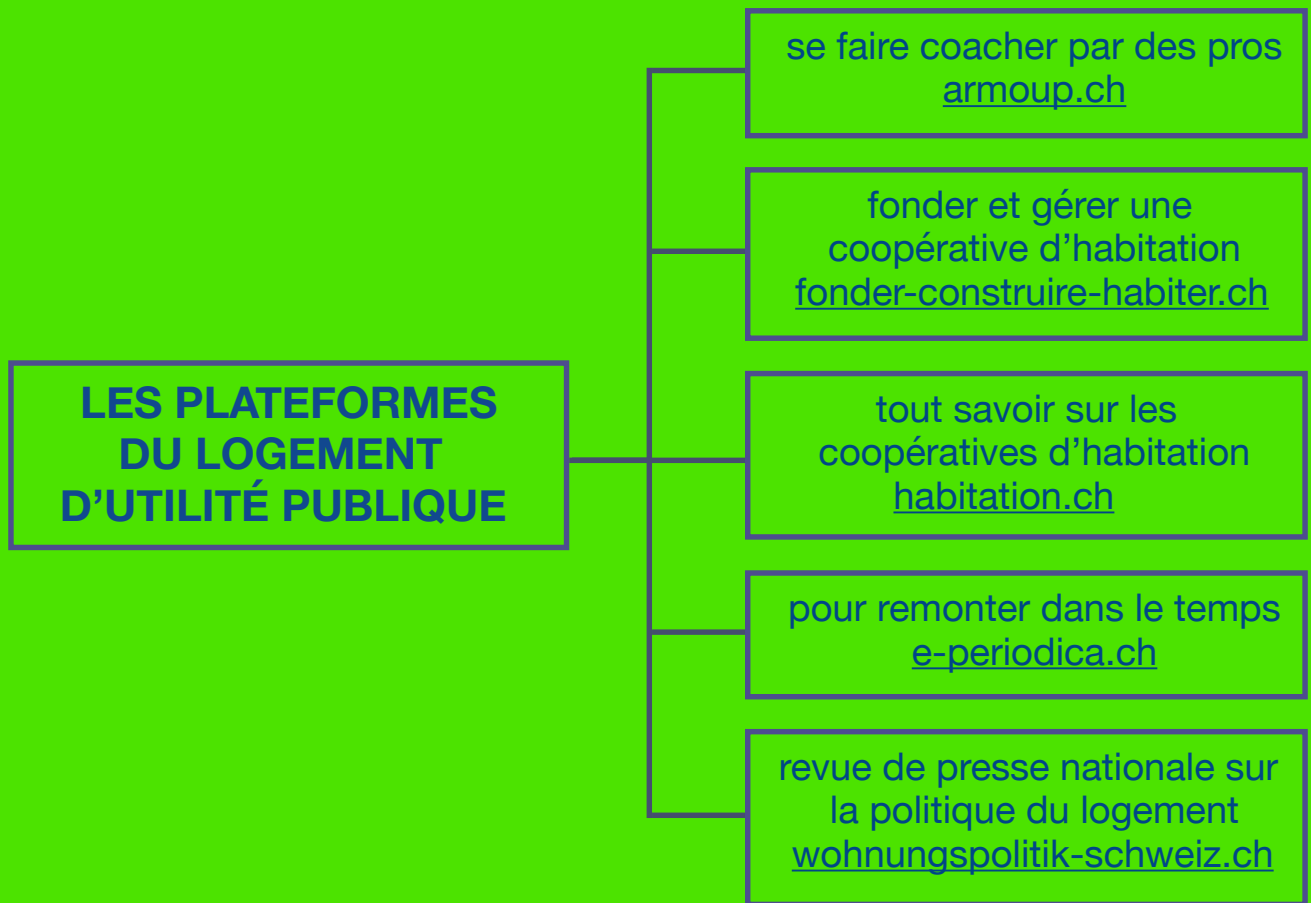 LES PLATEFORMES
DU LOGEMENT
D’UTILITÉ PUBLIQUE
se faire coacher par des pros
armoup.ch
fonder et gérer une
coopérative d’habitation
fonder-construire-habiter.ch
tout savoir sur les
coopératives d’habitation
habitation.ch
pour remonter dans le temps
e-periodica.ch
revue de presse nationale sur
la politique du logement
wohnungspolitik-schweiz.ch